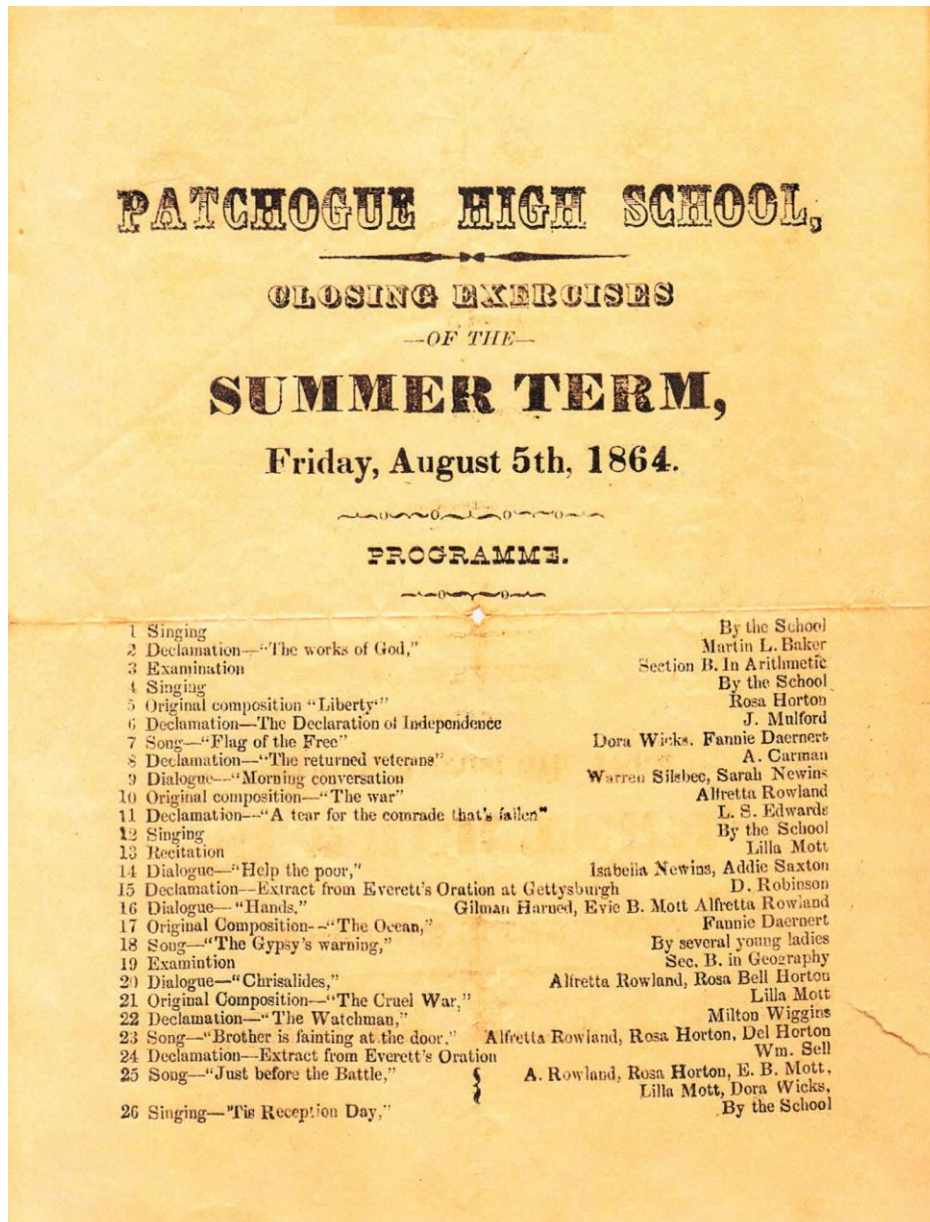 PATCHOGUE HIGH SCHOOL,
CLOSING EXERCISES
—OF THE—
SUMMER TERM,
Friday, August 5th, 1864.
PROGRAMME.
1 Singing By the School
2 Declamation—"The works of God," Martin L. Baker
3 Examination Section B. In Arithmetic
4 Singing By the School
5 Original composition "Liberty'" Rosa Horton
6 Declamation—The Declaration of Independence J. Mulford
7 Song—"Flag of the Free" Dora Wicks. Fannie Daernert
8 Declamation—"The returned veterans" A. Carman
9 Dialogue—"Morning conversation Warren Silsbee, Sarah Newins
10 Original composition—"The war" Alfretta Rowland
11 Declamation—"A tear for the comrade that's fallen" L. S. Edwards
12 Singing By the School
13 Recitation Lilla Mott
14 Dialogue—"Help the poor," Isabella Newins, Addie Saxton
15 Declamation—Extract from Everett's Oration at Gettysburgh D. Robinson
16 Dialogue—"Hands." Gilman Harned, Evie B. Mott Alfretta Rowland
17 Original Composition-–"The Ocean," Fannie Daernert
18 Song—"The Gypsy's warning," By several young ladies
19 Examintion Sec. B. in Geography
20 Dialogue—"Chrisalides," Alfretta Rowland, Rosa Bell Horton
21 Original Composition—"The Cruel War," Lilla Mott
22 Declamation—"The Watchman," Milton Wiggins
23 Song—"Brother is fainting at the door." Alfretta Rowland, Rosa Horton, Del Horton
24 Declamation—Extract from Everett's Oration Wm. Sell
25 Song—"Just before the Battle," A. Rowland, Rosa Horton, E. B. Mott,
Lilla Mott, Dora Wicks,
26 Singing—"Tis Reception Day," By the School